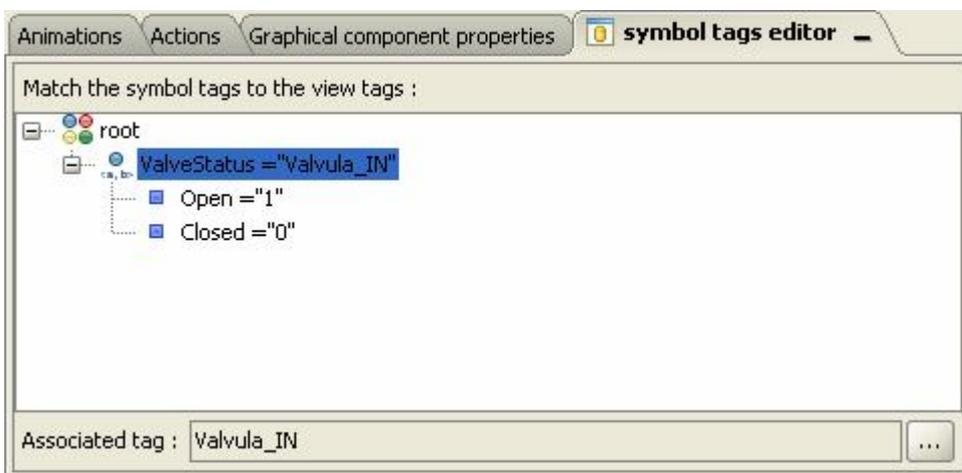 Animations Actions Graphical component properties symbol tags editor
Match the symbol tags to the view tags :
root
ValveStatus ="Valvula_IN"
Open ="1"
Closed ="0"
Associated tag : Valvula_IN ...